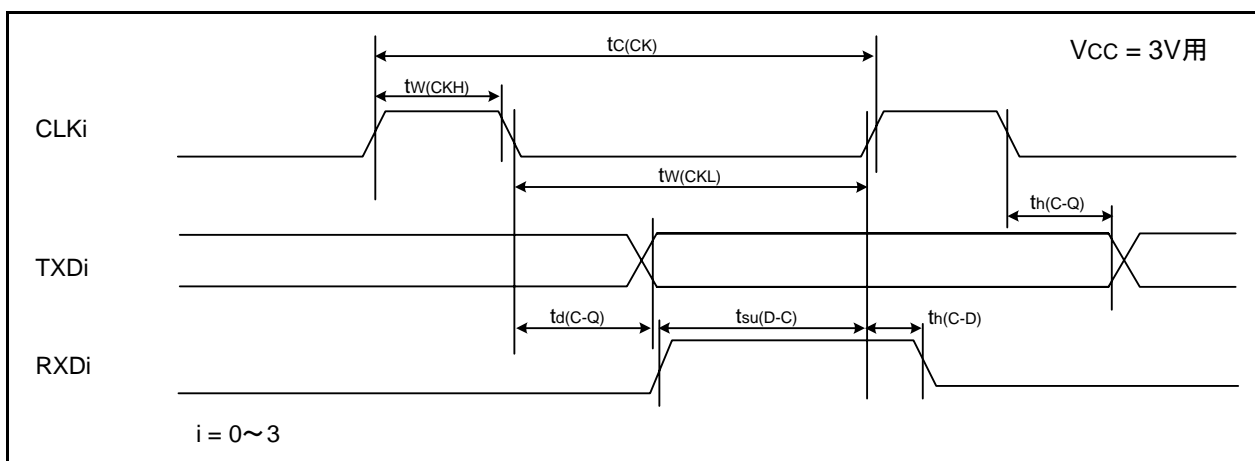 tC(CK)
VCC = 3V用
tW(CKH)
CLKi
tW(CKL)
th(C-Q)
TXDi
td(C-Q)
tsu(D-C)
th(C-D)
RXDi
i = 0～3